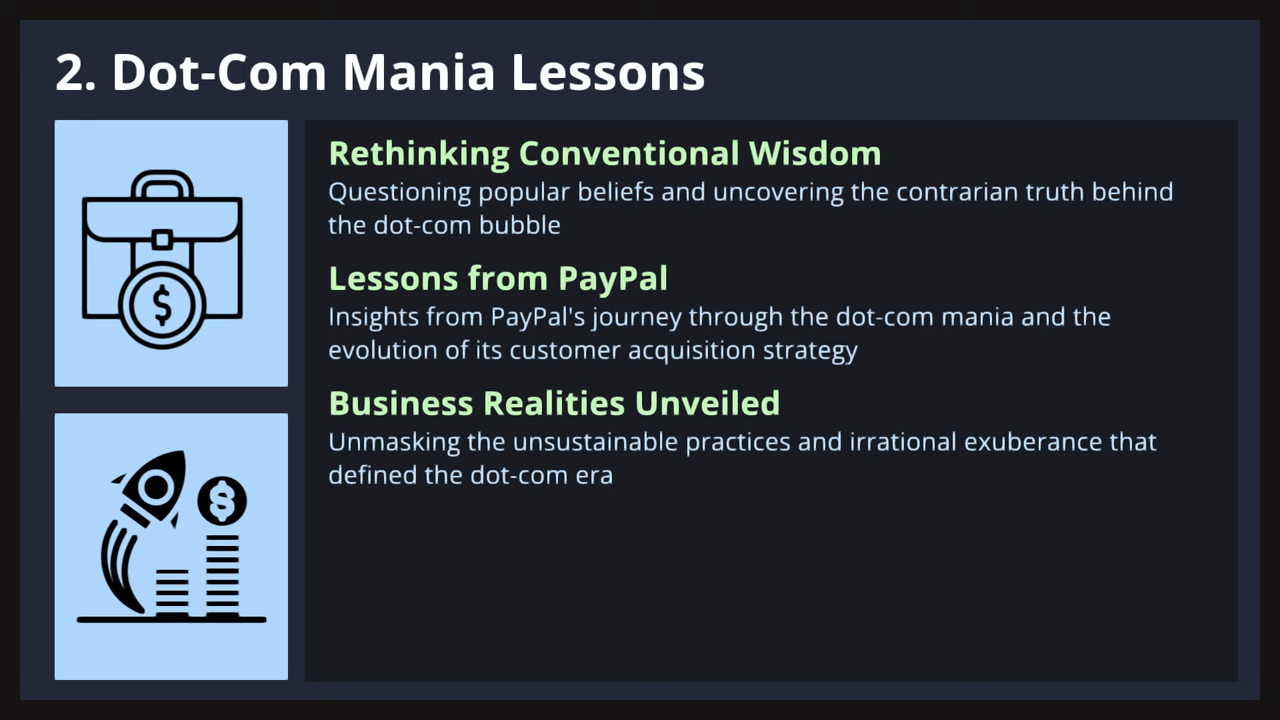 2. Dot-Com Mania Lessons
Rethinking Conventional Wisdom
Questioning popular beliefs and uncovering the contrarian truth behind
the dot-com bubble
Lessons from PayPal
Insights from PayPal's journey through the dot-com mania and the
evolution of its customer acquisition strategy
Business Realities Unveiled
Unmasking the unsustainable practices and irrational exuberance that
defined the dot-com era
$
$